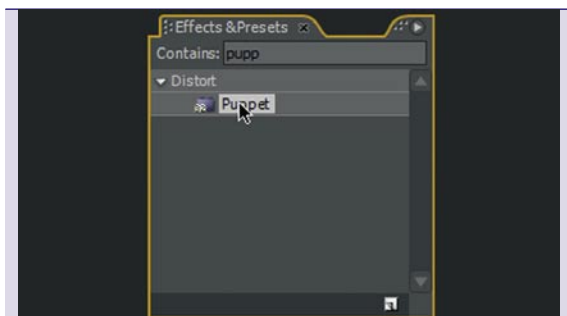 Effects & Presets
Contains: pupp
Distort
Puppet